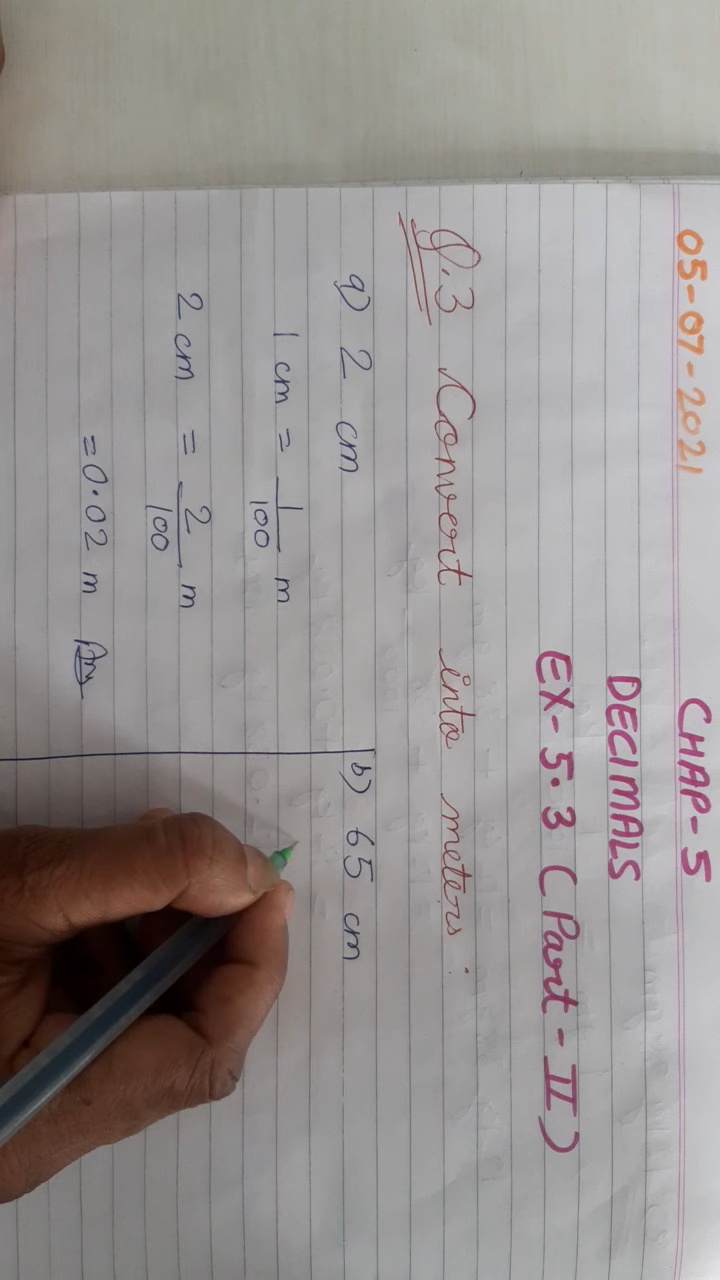 05-07-2021
CHAP-5
DECIMALS
EX-5.3 (Part-II)
Q.3 Convert into meters:
a) 2 cm
1 cm = 1/100 m
2 cm = 2/100 m
= 0.02 m Ans
b) 65 cm